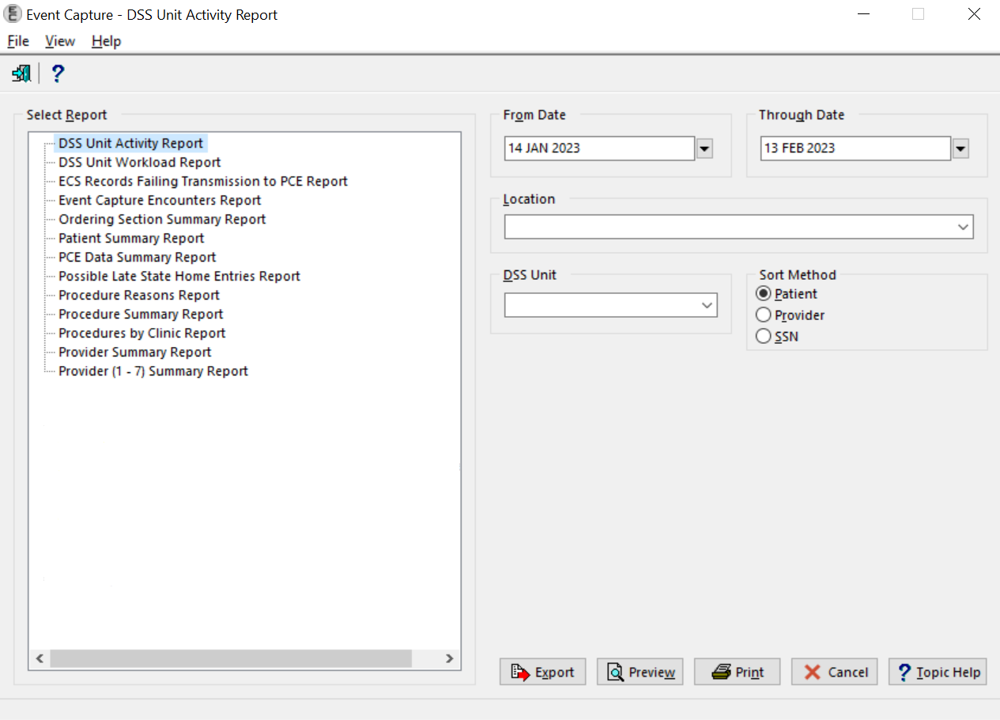 Event Capture - DSS Unit Activity Report
File View Help
?
Select Report
DSS Unit Activity Report
DSS Unit Workload Report
ECS Records Failing Transmission to PCE Report
Event Capture Encounters Report
Ordering Section Summary Report
Patient Summary Report
PCE Data Summary Report
Possible Late State Home Entries Report
Procedure Reasons Report
Procedure Summary Report
Procedures by Clinic Report
Provider Summary Report
Provider (1 - 7) Summary Report
From Date
14 JAN 2023
Through Date
13 FEB 2023
Location
DSS Unit
Sort Method
Patient
Provider
SSN
Export Preview Print Cancel ? Topic Help